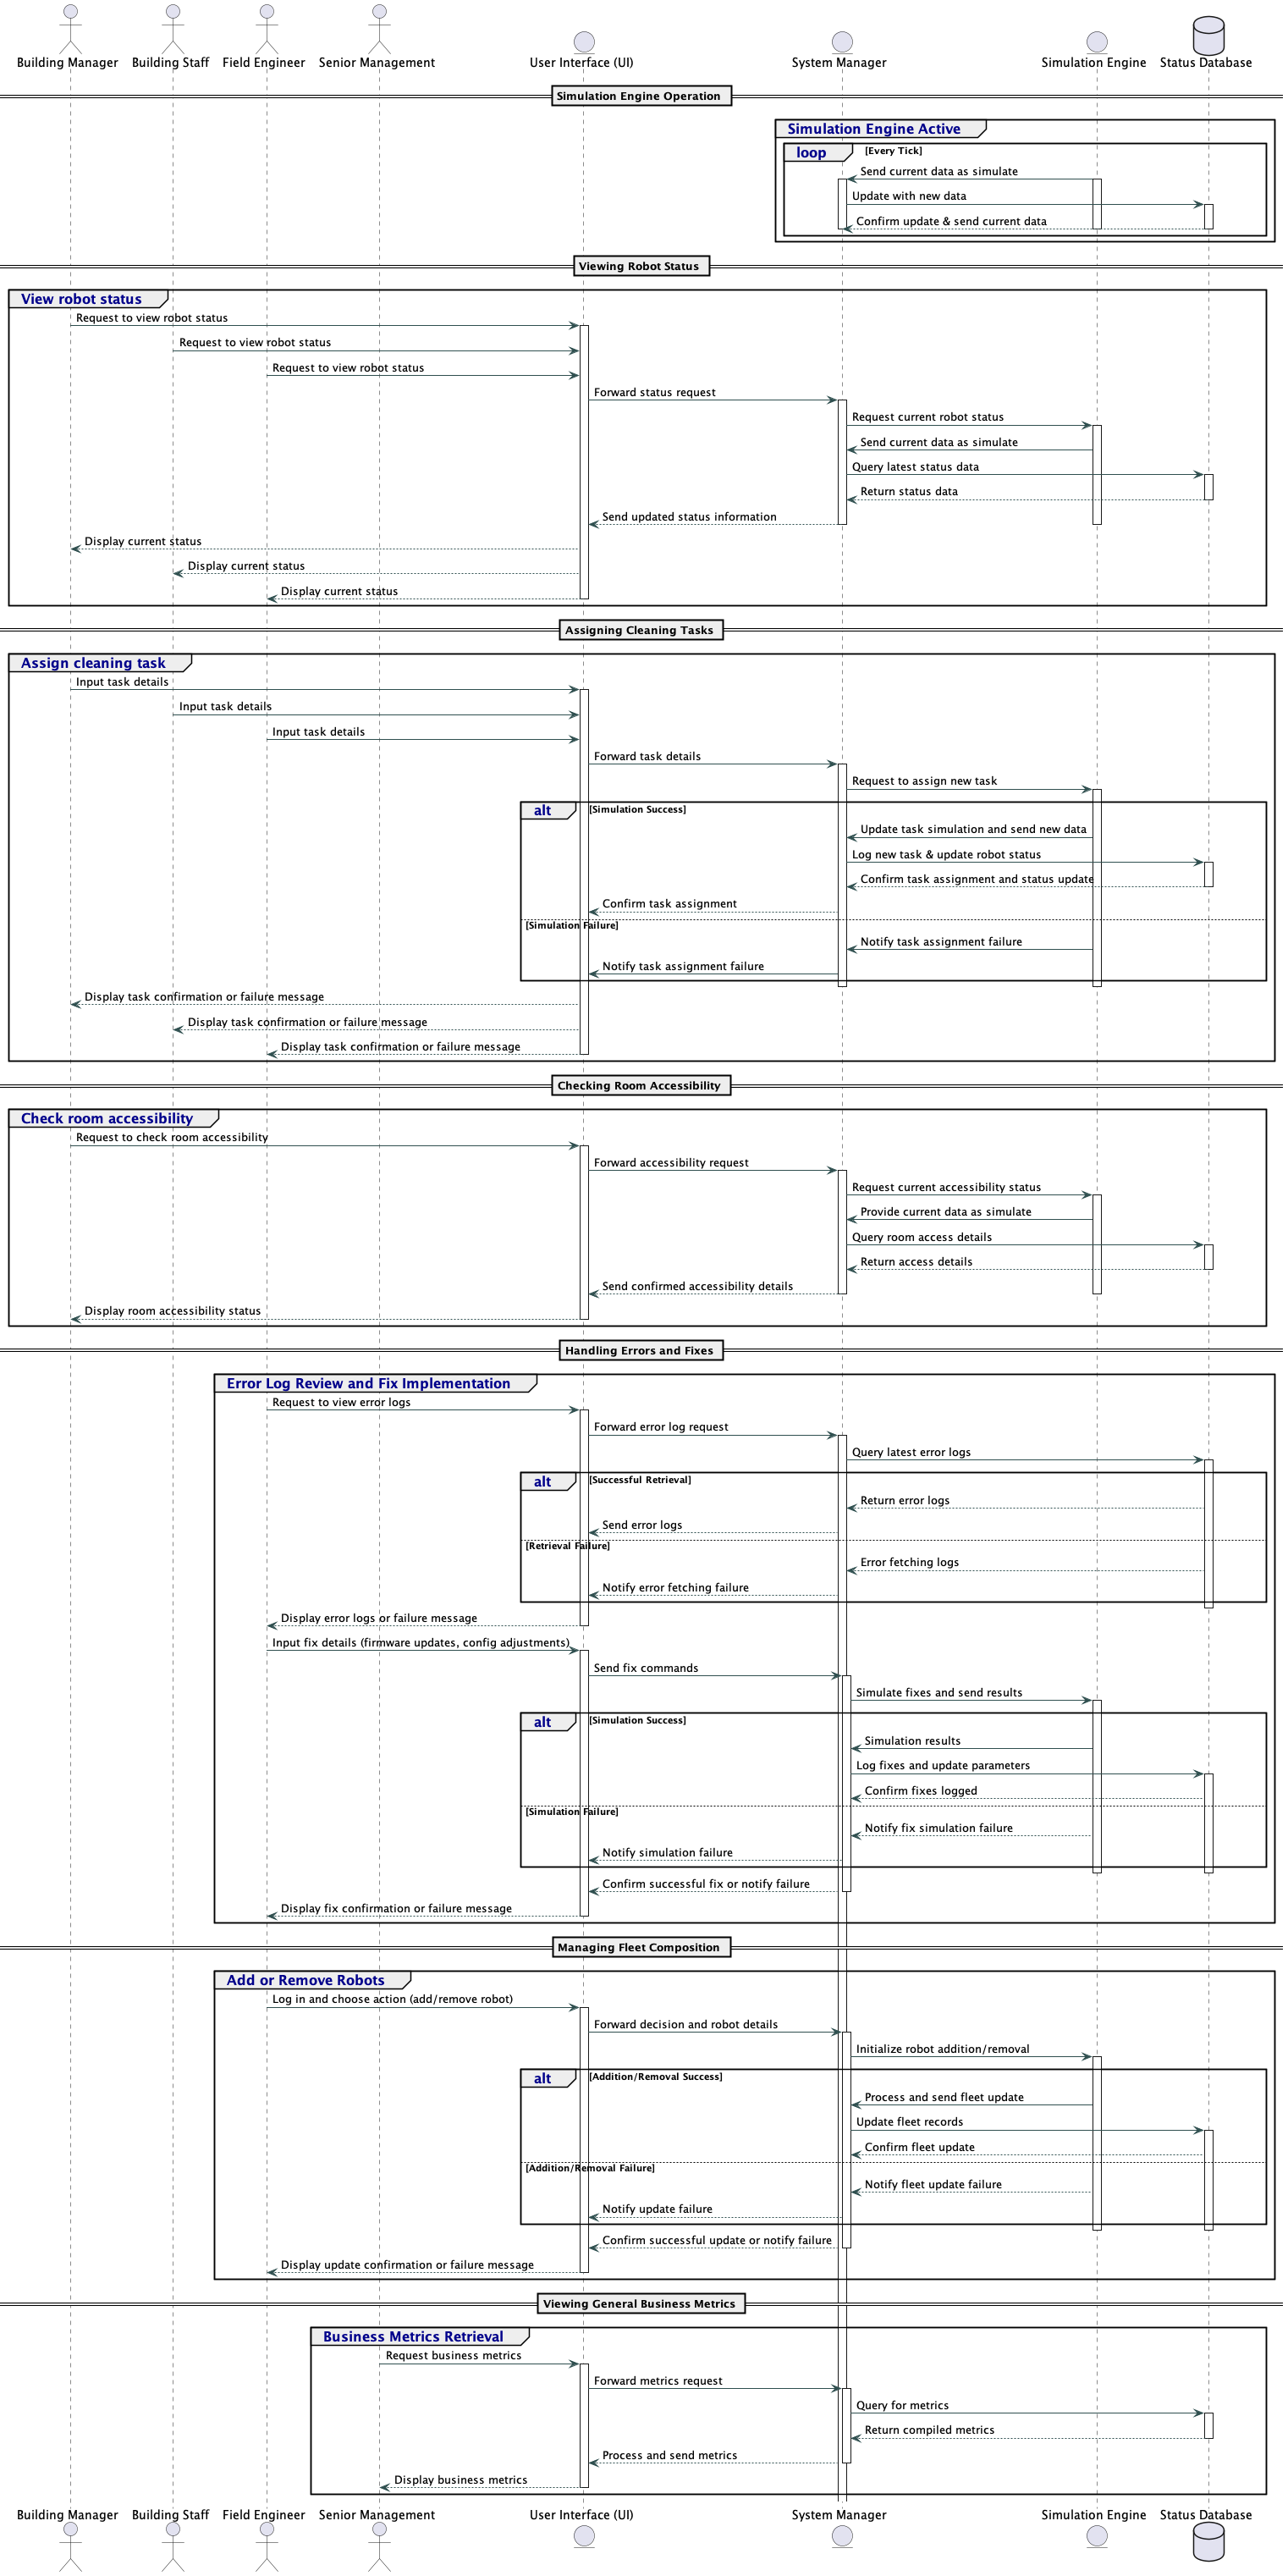 Building Manager
Building Staff
Field Engineer
Senior Management
User Interface (UI)
System Manager
Simulation Engine
Status Database
Simulation Engine Operation
Simulation Engine Active
loop
[Every Tick]
Send current data as simulate
Update with new data
Confirm update & send current data
Viewing Robot Status
View robot status
Request to view robot status
Request to view robot status
Request to view robot status
Forward status request
Request current robot status
Send current data as simulate
Query latest status data
Return status data
Send updated status information
Display current status
Display current status
Display current status
Assigning Cleaning Tasks
Assign cleaning task
Input task details
Input task details
Input task details
Forward task details
Request to assign new task
alt
[Simulation Success]
Update task simulation and send new data
Log new task & update robot status
Confirm task assignment and status update
Confirm task assignment
[Simulation Failure]
Notify task assignment failure
Notify task assignment failure
Display task confirmation or failure message
Display task confirmation or failure message
Display task confirmation or failure message
Checking Room Accessibility
Check room accessibility
Request to check room accessibility
Forward accessibility request
Request current accessibility status
Provide current data as simulate
Query room access details
Return access details
Send confirmed accessibility details
Display room accessibility status
Handling Errors and Fixes
Error Log Review and Fix Implementation
Request to view error logs
Forward error log request
Query latest error logs
alt
[Successful Retrieval]
Return error logs
Send error logs
[Retrieval Failure]
Error fetching logs
Notify error fetching failure
Display error logs or failure message
Input fix details (firmware updates, config adjustments)
Send fix commands
Simulate fixes and send results
alt
[Simulation Success]
Simulation results
Log fixes and update parameters
Confirm fixes logged
[Simulation Failure]
Notify fix simulation failure
Notify simulation failure
Confirm successful fix or notify failure
Display fix confirmation or failure message
Managing Fleet Composition
Add or Remove Robots
Log in and choose action (add/remove robot)
Forward decision and robot details
Initialize robot addition/removal
alt
[Addition/Removal Success]
Process and send fleet update
Update fleet records
Confirm fleet update
[Addition/Removal Failure]
Notify fleet update failure
Notify update failure
Confirm successful update or notify failure
Display update confirmation or failure message
Viewing General Business Metrics
Business Metrics Retrieval
Request business metrics
Forward metrics request
Query for metrics
Return compiled metrics
Process and send metrics
Display business metrics
Building Manager
Building Staff
Field Engineer
Senior Management
User Interface (UI)
System Manager
Simulation Engine
Status Database